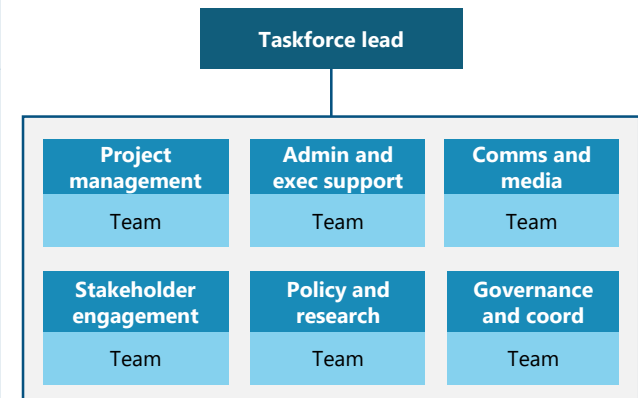 Taskforce lead
Project
management
Team
Admin and
exec support
Team
Comms and
media
Team
Stakeholder
engagement
Team
Policy and
research
Team
Governance
and coord
Team